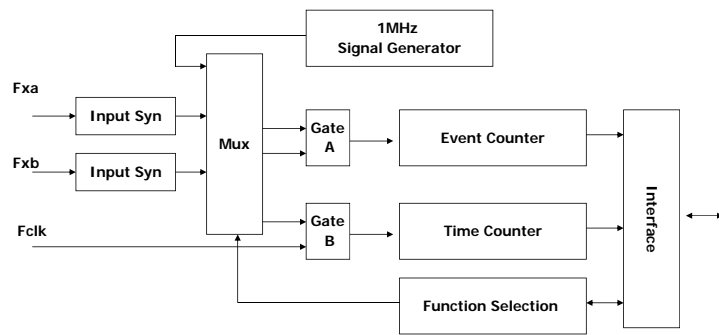 1MHz
Signal Generator
Fxa
Input Syn
Mux
Gate
A
Event Counter
Fxb
Input Syn
Interface
Fclk
Gate
B
Time Counter
Function Selection